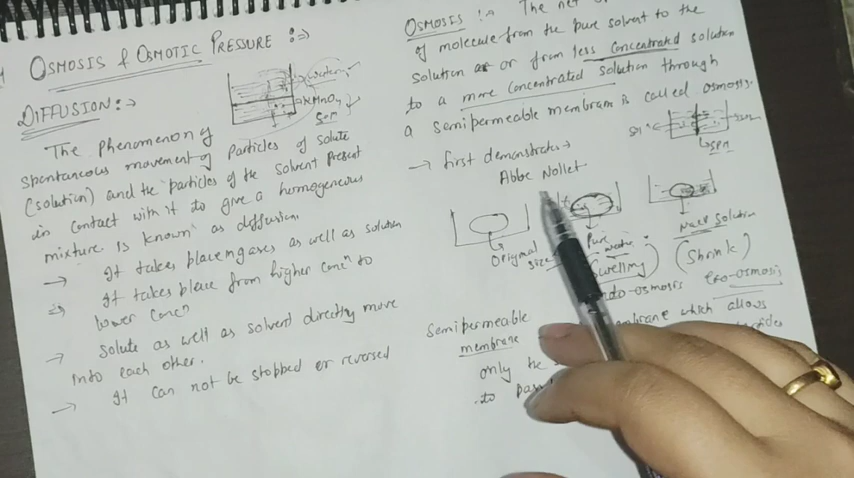 OSMOSIS & OSMOTIC PRESSURE :→
DIFFUSION :→
water
KMnO4
Soln
The Phenomenon of
spontaneous movement of particles of solute
(solution) and the particles of the solvent present
in contact with it to give a homogeneous
mixture is known as diffusion.
→ It takes place in gases as well as solution
⇒ It takes place from higher concn to
lower concn
→ Solute as well as solvent directly move
into each other.
→ It can not be stopped or reversed
OSMOSIS :→ The net
of molecule from the pure solvent to the
solution or from less concentrated solution
to a more concentrated solution through
a semipermeable membrane is called osmosis.
→ first demonstrates →
Abbe Nollet
SPM
Original
size
Pure
water
NaCl solution
(Swelling) (Shrink)
ndo-osmosis Exo-osmosis
Semipermeable
membrane
mbrane which allows
only the
to pas